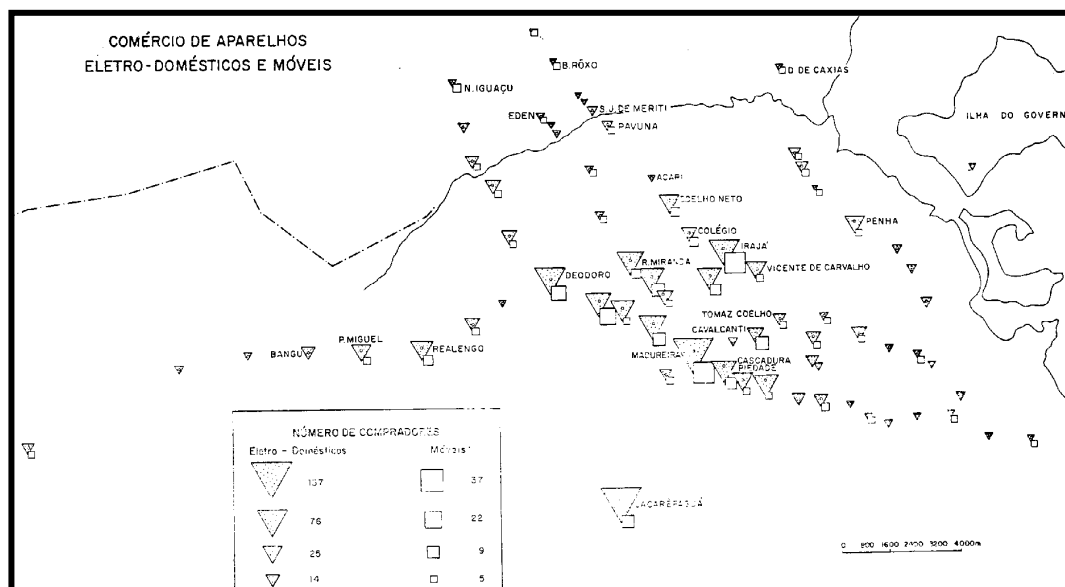 COMÉRCIO DE APARELHOS
ELETRO-DOMÉSTICOS E MÓVEIS
B. RÔXO
D. DE CAXIAS
N. IGUAÇU
S. J. DE MERITI
EDEN
ILHA DO GOVERN
PAVUNA
ACARI
COELHO NETO
PENHA
COLÉGIO
IRAJÁ
R. MIRANDA
VICENTE DE CARVALHO
DEODORO
TOMAZ COELHO
CAVALCANTI
P. MIGUEL
BANGU
REALENGO
MADUREIRA
CASCADURA
PIEDADE
NÚMERO DE COMPRADORES
Eletro - Domésticos Móveis
137 37
76 22
25 9
14 5
JACARÉPAGUÁ
0 800 1600 2400 3200 4000m